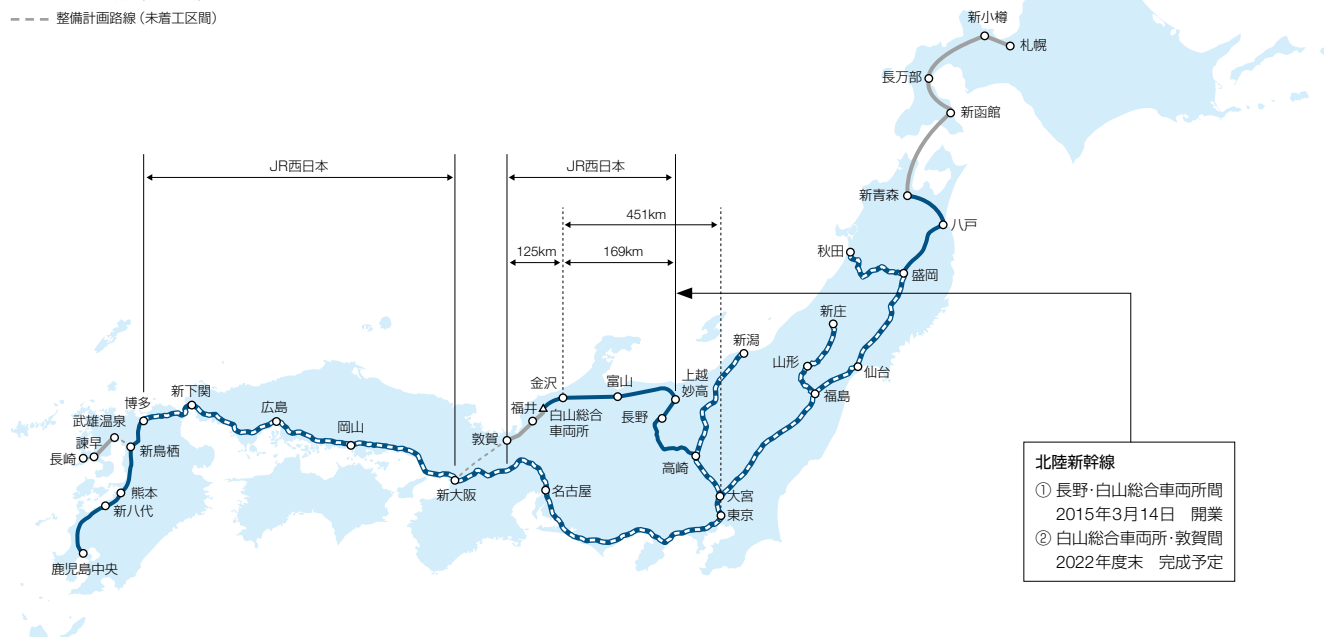 整備計画路線(未着工区間)
新小樽
札幌
長万部
新函館
JR西日本
JR西日本
新青森
451km
八戸
125km
169km
秋田
盛岡
新庄
新潟
山形
仙台
金沢
富山
上越
妙高
福島
博多
新下関
広島
福井
白山総合
車両所
長野
武雄温泉
岡山
敦賀
諫早
長崎
新鳥栖
高崎
新大阪
名古屋
大宮
熊本
新八代
東京
鹿児島中央
北陸新幹線
① 長野・白山総合車両所間
2015年3月14日 開業
② 白山総合車両所・敦賀間
2022年度末 完成予定